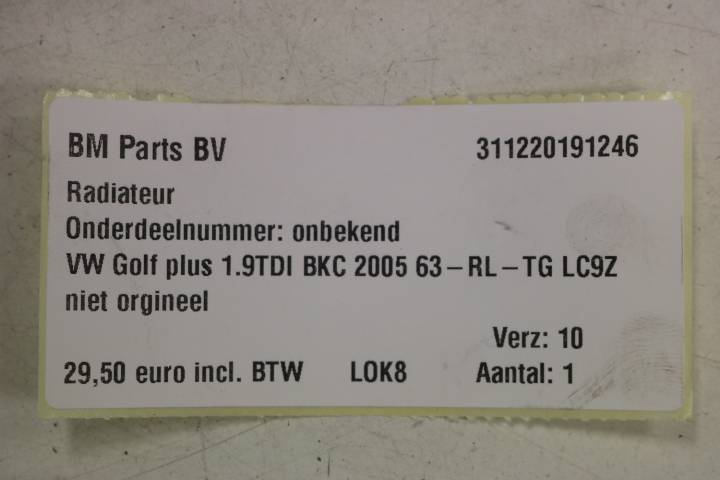 BM Parts BV 311220191246
Radiateur
Onderdeelnummer: onbekend
VW Golf plus 1.9TDI BKC 2005 63-RL-TG LC9Z
niet orgineel
Verz: 10
29,50 euro incl. BTW LOK8 Aantal: 1